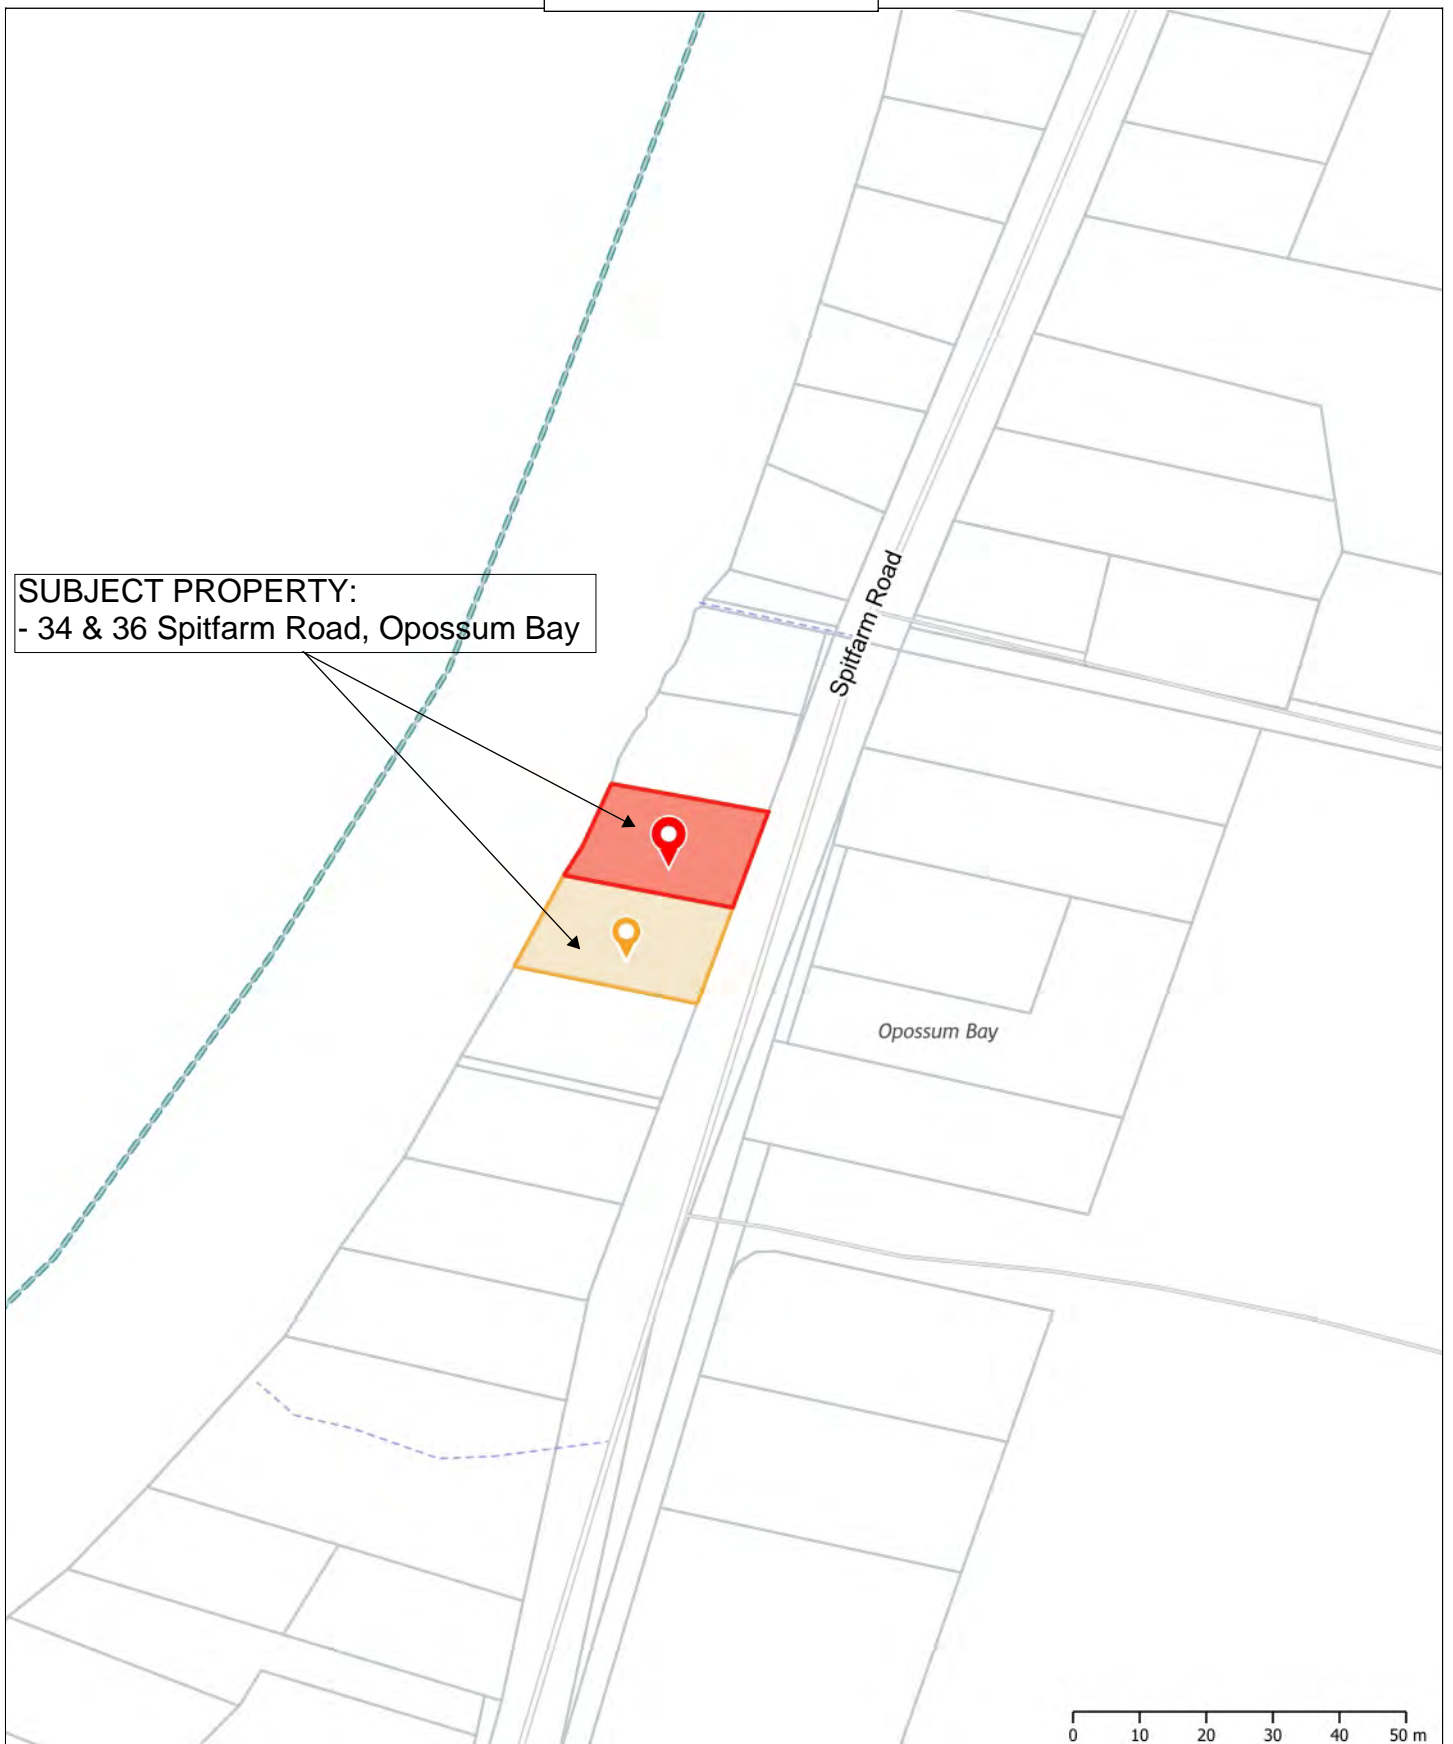 SUBJECT PROPERTY:
- 34 & 36 Spitfarm Road, Opossum Bay
Spitfarm Road
Opossum Bay
0 10 20 30 40 50 m